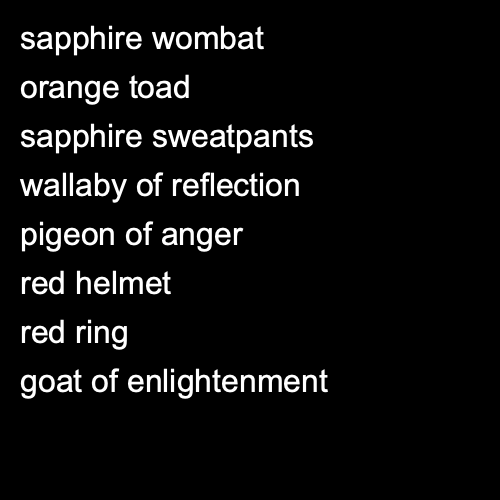 sapphire wombat
orange toad
sapphire sweatpants
wallaby of reflection
pigeon of anger
red helmet
red ring
goat of enlightenment